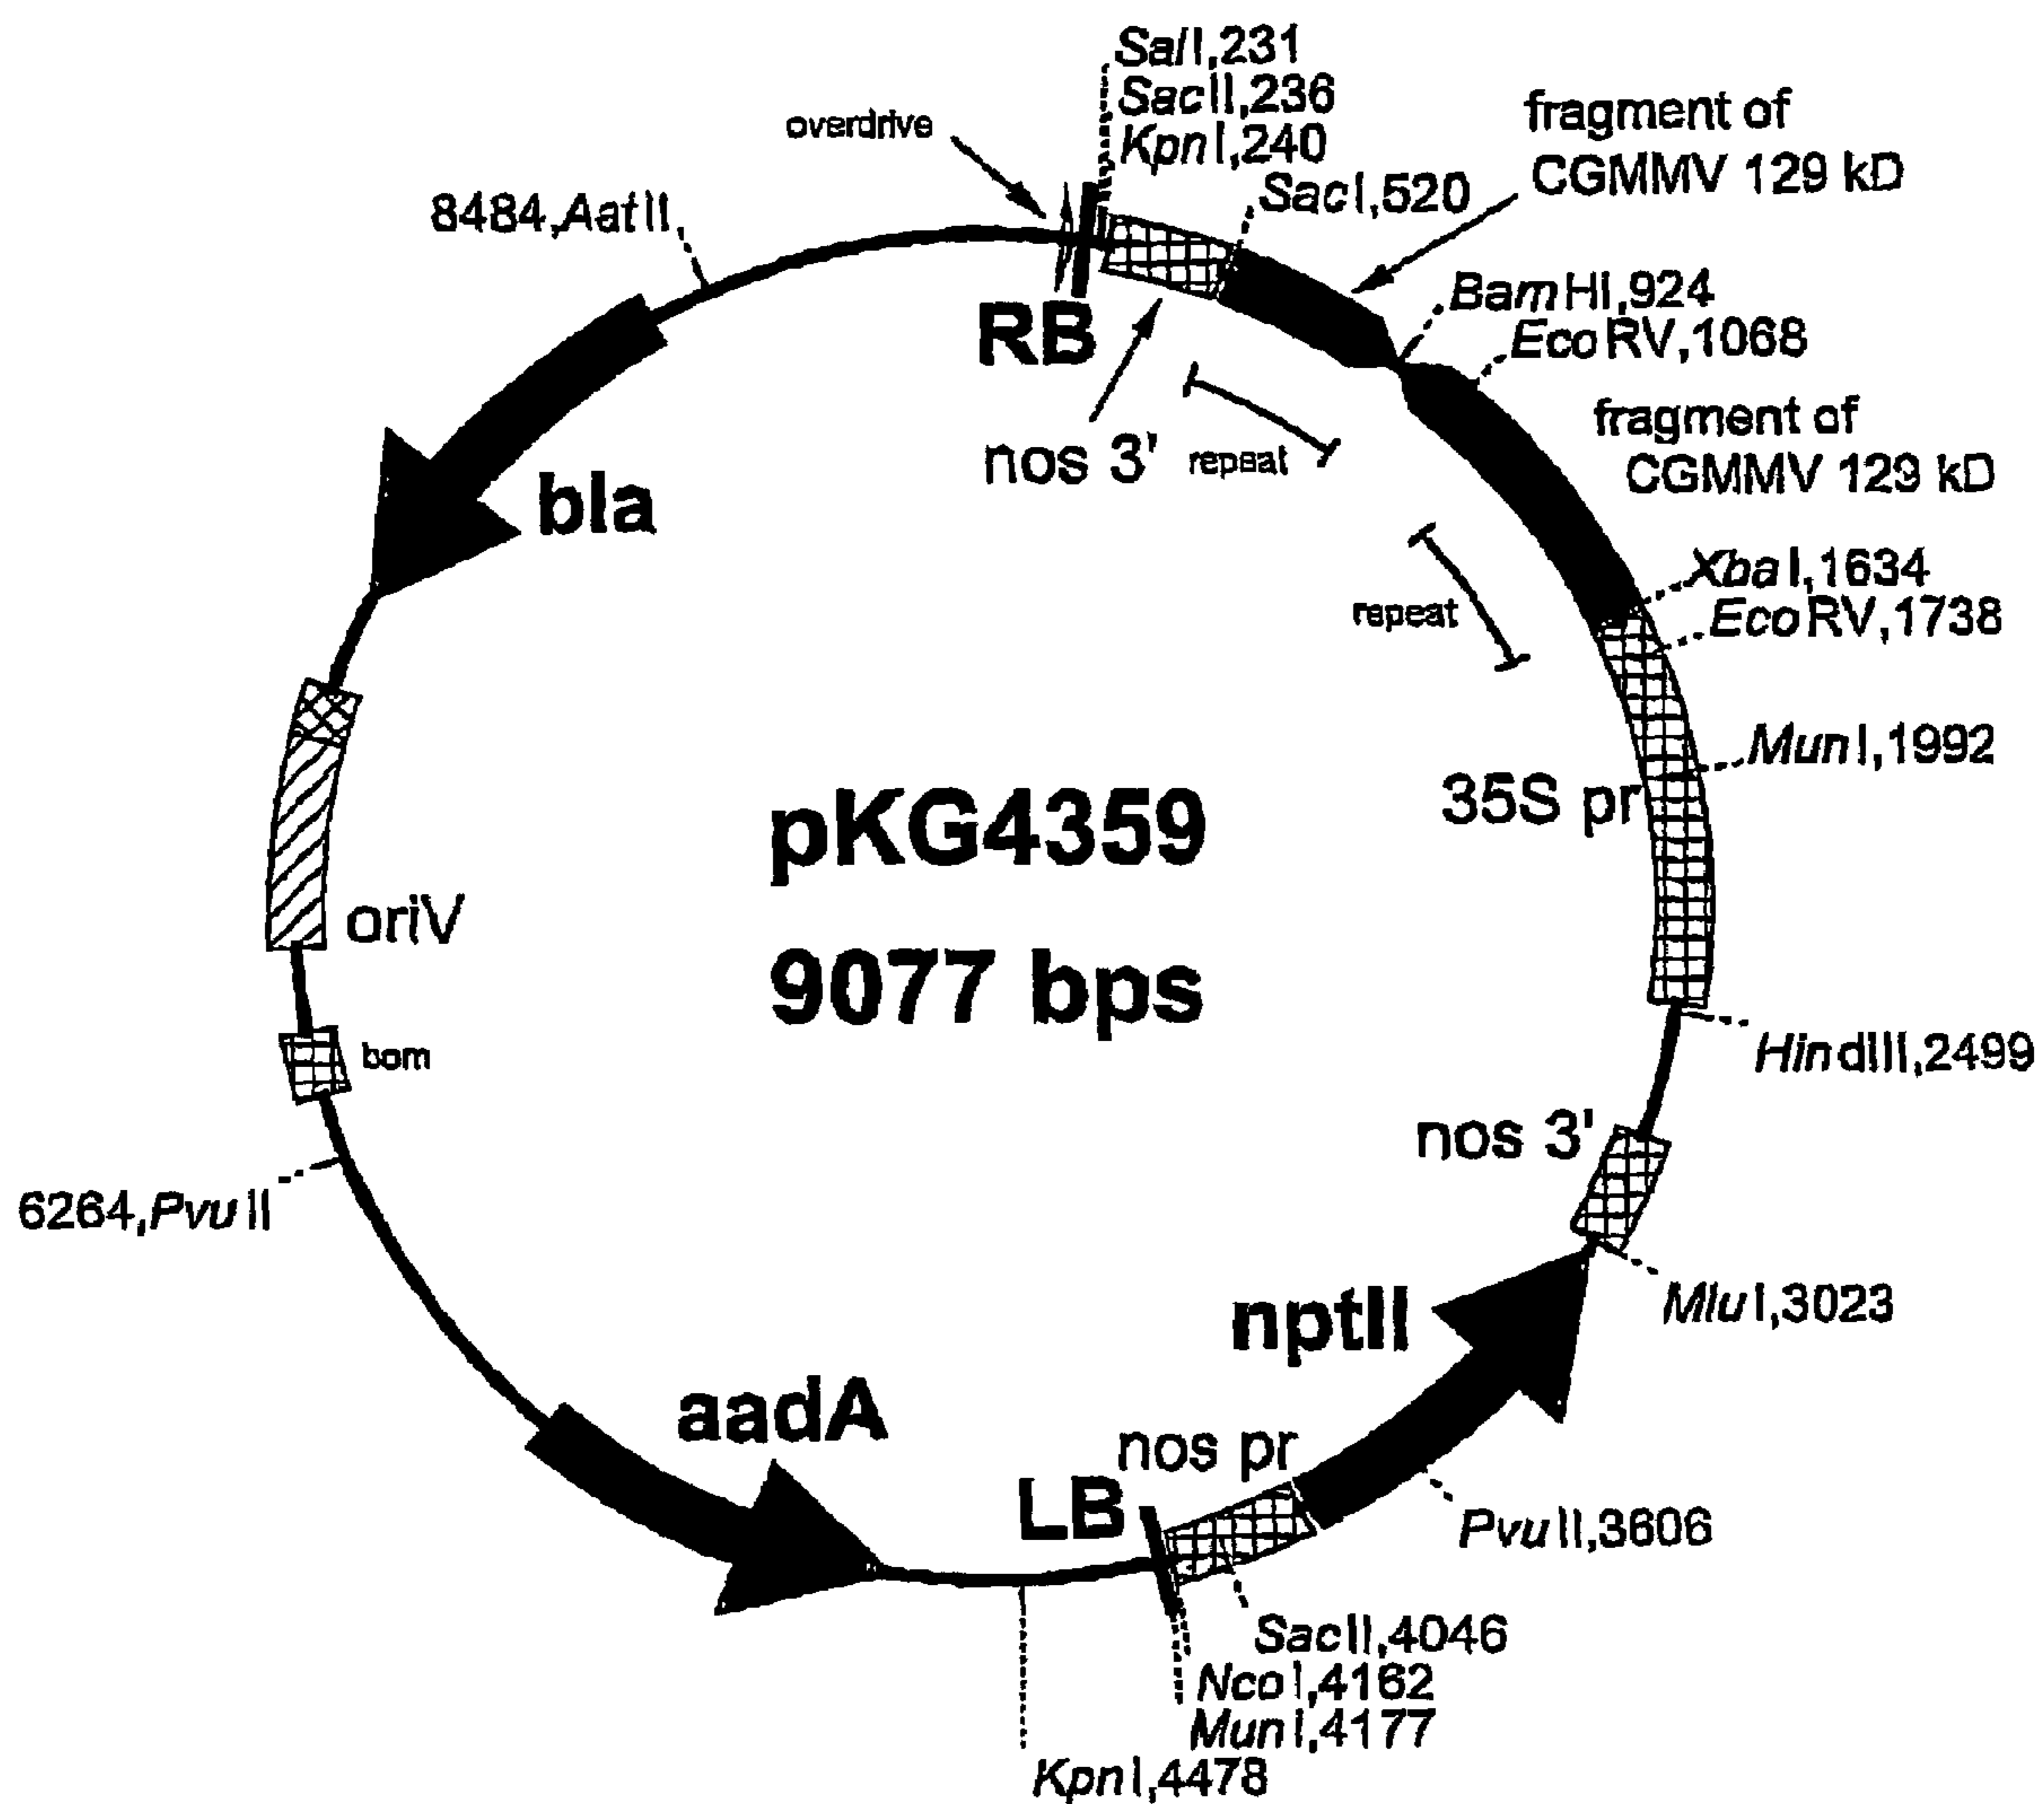 SalI,231
SacII,236
overdrive
KpnI,240
fragment of
CGMMV 129 kD
SacI,520
8484,AatII
BamHI,924
EcoRV,1068
RB
fragment of
CGMMV 129 kD
nos 3'
repeat
bla
XbaI,1634
EcoRV,1738
repeat
MunI,1992
35S pr
pKG4359
9077 bps
oriV
bom
HindIII,2499
nos 3'
6264,PvuII
MluI,3023
nptII
aadA
nos pr
LB
PvuII,3606
SacII,4046
NcoI,4162
MunI,4177
KpnI,4478